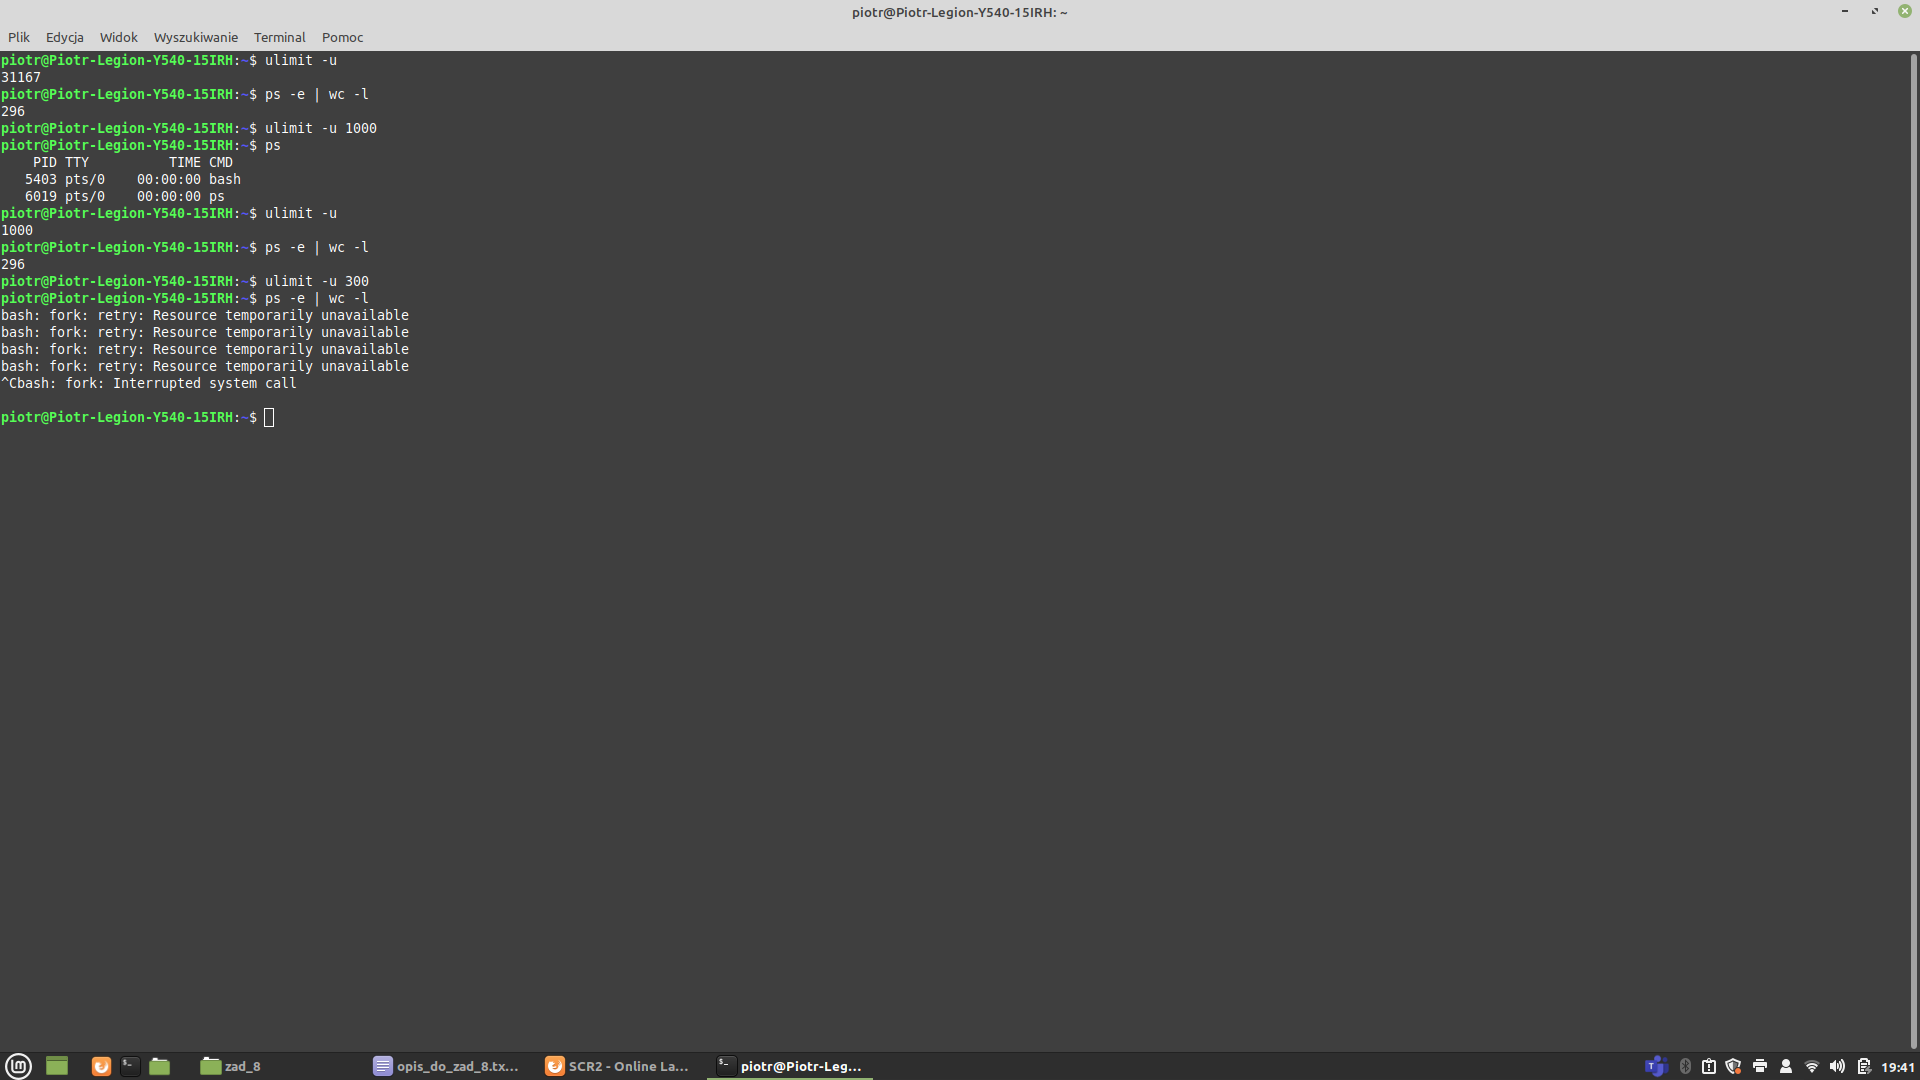 piotr@Piotr-Legion-Y540-15IRH: ~
Plik Edycja Widok Wyszukiwanie Terminal Pomoc
piotr@Piotr-Legion-Y540-15IRH:~$ ulimit -u
31167
piotr@Piotr-Legion-Y540-15IRH:~$ ps -e | wc -l
296
piotr@Piotr-Legion-Y540-15IRH:~$ ulimit -u 1000
piotr@Piotr-Legion-Y540-15IRH:~$ ps
    PID TTY          TIME CMD
   5403 pts/0    00:00:00 bash
   6019 pts/0    00:00:00 ps
piotr@Piotr-Legion-Y540-15IRH:~$ ulimit -u
1000
piotr@Piotr-Legion-Y540-15IRH:~$ ps -e | wc -l
296
piotr@Piotr-Legion-Y540-15IRH:~$ ulimit -u 300
piotr@Piotr-Legion-Y540-15IRH:~$ ps -e | wc -l
bash: fork: retry: Resource temporarily unavailable
bash: fork: retry: Resource temporarily unavailable
bash: fork: retry: Resource temporarily unavailable
bash: fork: retry: Resource temporarily unavailable
^Cbash: fork: Interrupted system call
piotr@Piotr-Legion-Y540-15IRH:~$
zad_8 opis_do_zad_8.tx... SCR2 - Online La... piotr@Piotr-Leg... 19:41